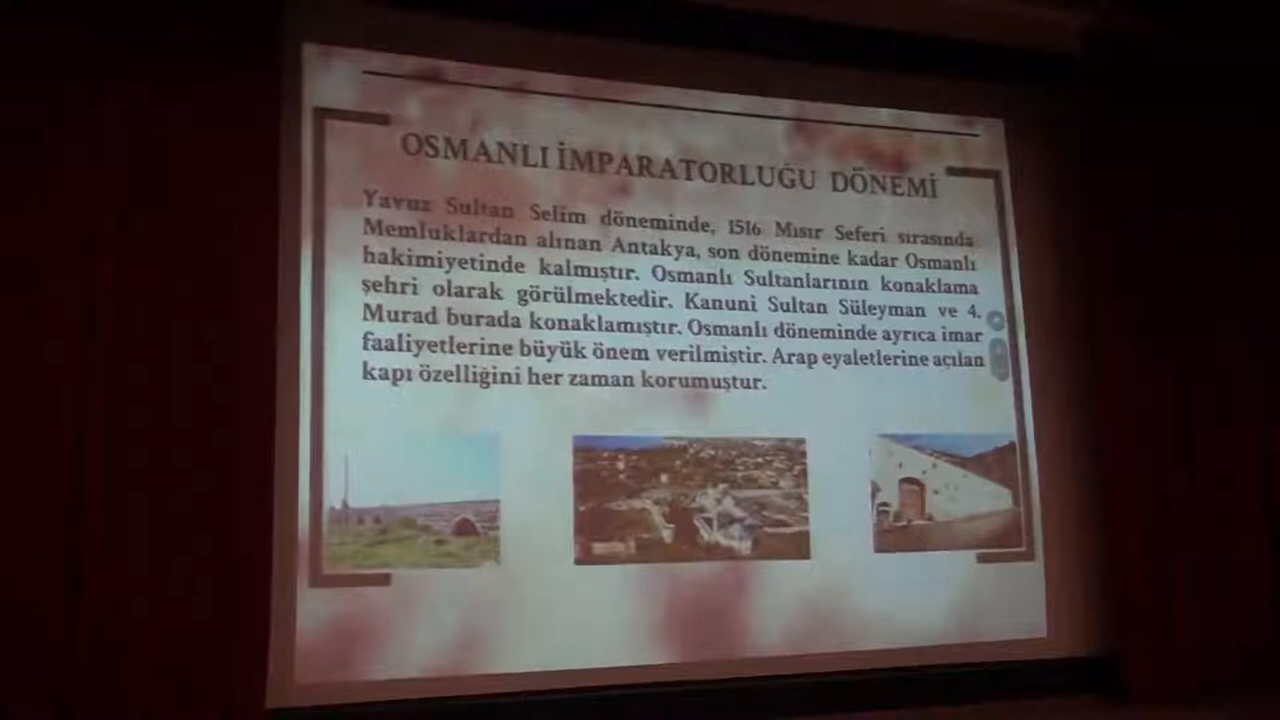 OSMANLI İMPARATORLUĞU DÖNEMİ
Yavuz Sultan Selim döneminde, 1516 Mısır Seferi sırasında
Memluklardan alınan Antakya, son dönemine kadar Osmanlı
hakimiyetinde kalmıştır. Osmanlı Sultanlarının konaklama
şehri olarak görülmektedir. Kanuni Sultan Süleyman ve 4.
Murad burada konaklamıştır. Osmanlı döneminde ayrıca imar
faaliyetlerine büyük önem verilmiştir. Arap eyaletlerine açılan
kapı özelliğini her zaman korumuştur.